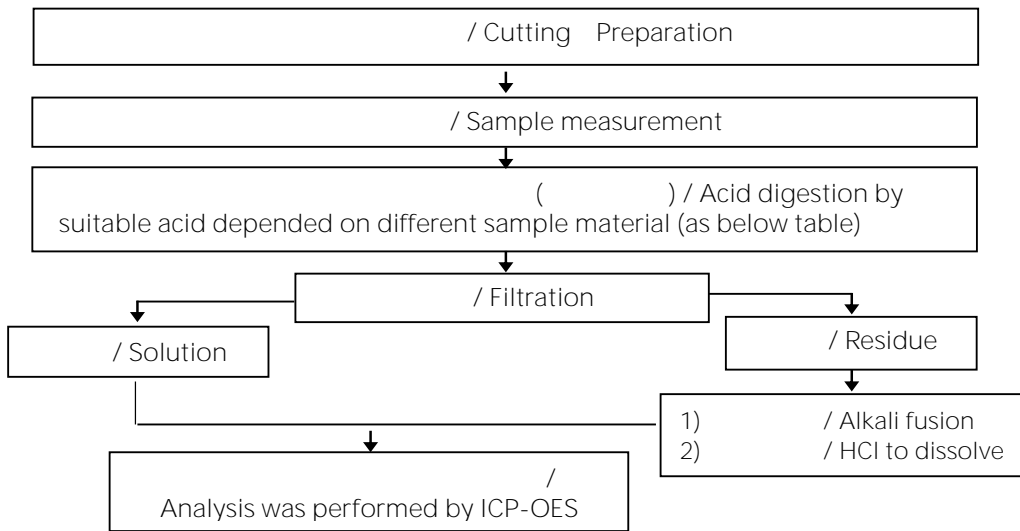 / Cutting Preparation
/ Sample measurement
( ) / Acid digestion by
suitable acid depended on different sample material (as below table)
/ Filtration
/ Solution
/ Residue
1) / Alkali fusion
2) / HCl to dissolve
/
Analysis was performed by ICP-OES